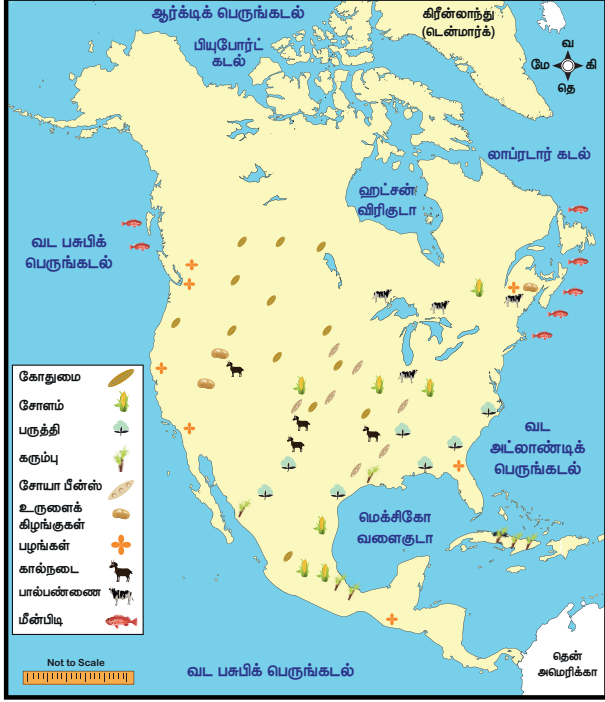 ஆர்க்டிக் பெருங்கடல்
கிரீன்லாந்து
(டென்மார்க்)
பியுபோர்ட்
கடல்
வ
மே
கி
தெ
லாப்ரடார் கடல்
ஹட்சன்
விரிகுடா
வட பசுபிக்
பெருங்கடல்
கோதுமை
சோளம்
பருத்தி
கரும்பு
சோயா பீன்ஸ்
உருளைக்
கிழங்குகள்
பழங்கள்
கால்நடை
பால்பண்ணை
மீன்பிடி
வட
அட்லாண்டிக்
பெருங்கடல்
மெக்சிகோ
வளைகுடா
Not to Scale
வட பசுபிக் பெருங்கடல்
தென்
அமெரிக்கா